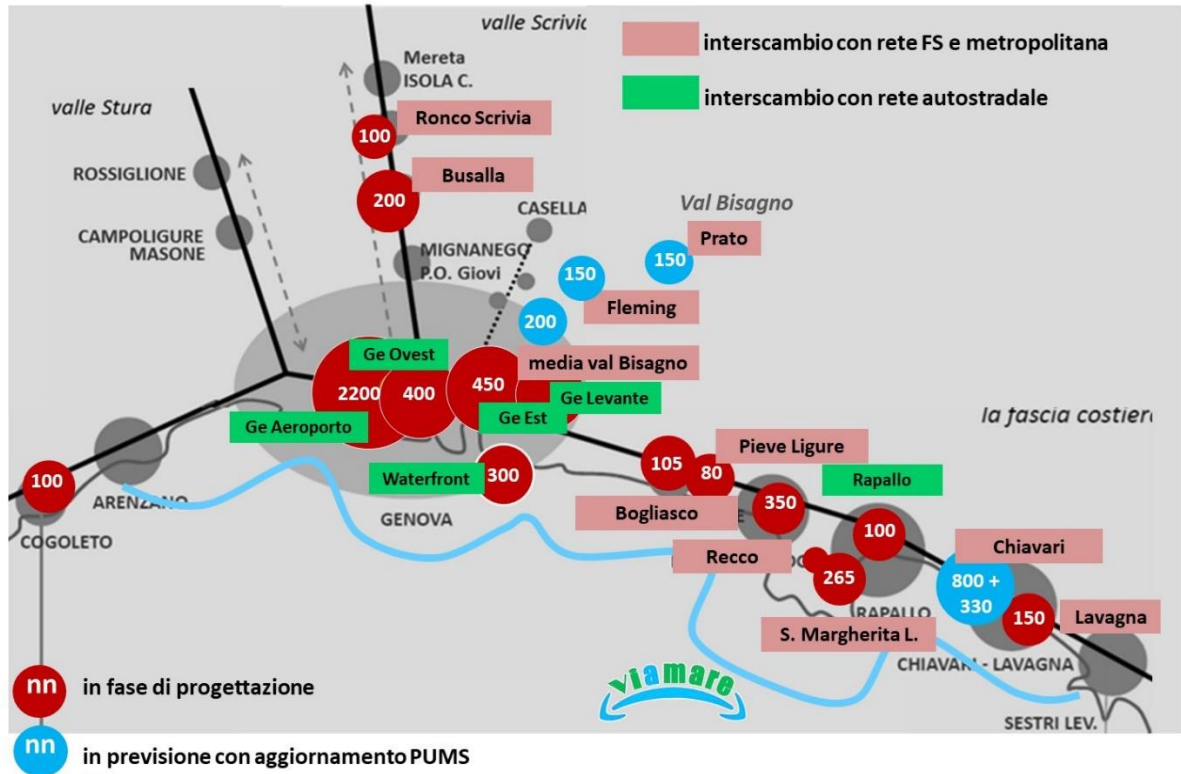 valle Scrivia
interscambio con rete FS e metropolitana
Mereta
ISOLA C.
interscambio con rete autostradale
valle Stura
100
Ronco Scrivia
ROSSIGLIONE
Busalla
200
CASELLA
Val Bisagno
Prato
CAMPOLIGURE
MASONE
MIGNANEGO
P.O. Giovi
150
150
Fleming
200
Ge Ovest
media val Bisagno
2200
400
450
Ge Levante
Ge Aeroporto
Ge Est
la fascia costier
Pieve Ligure
105
80
Rapallo
100
Waterfront
300
350
ARENZANO
GENOVA
Bogliasco
100
COGOLETO
Recco
Chiavari
265
800 +
330
RAPALLO
150
Lavagna
S. Margherita L.
CHIAVARI - LAVAGNA
nn
in fase di progettazione
viamare
SESTRI LEV.
nn
in previsione con aggiornamento PUMS